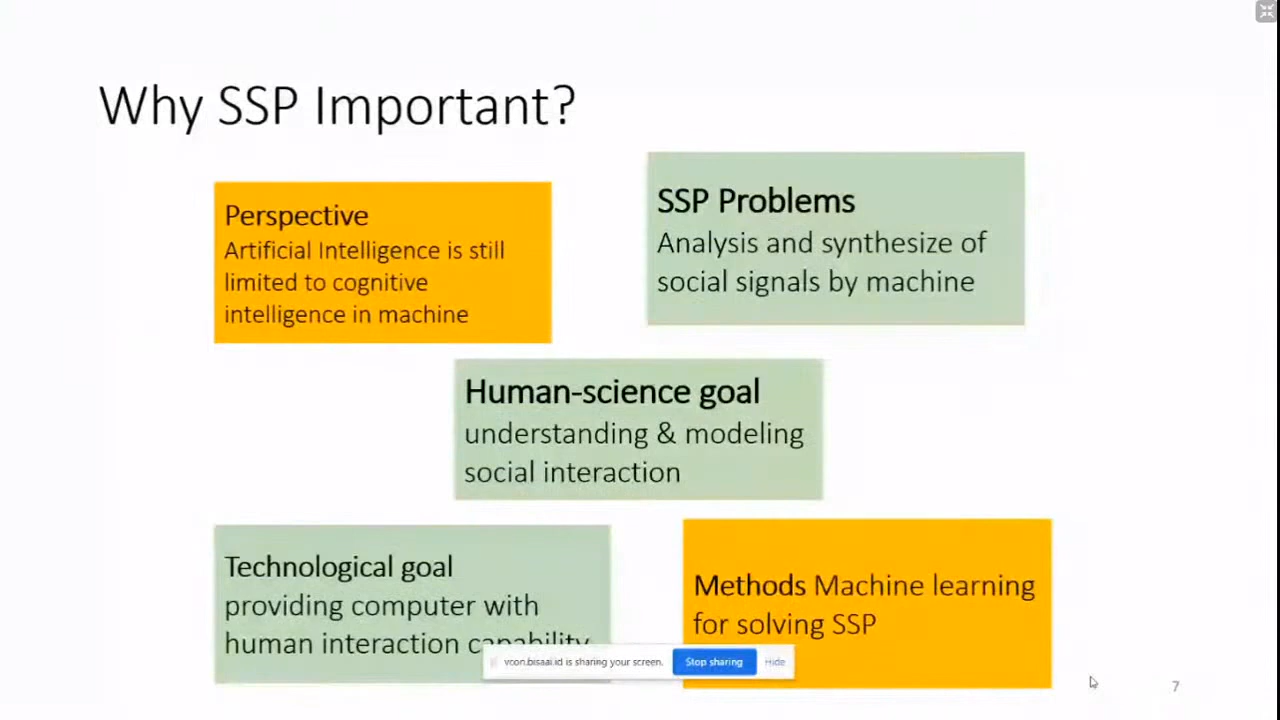 Why SSP Important?
Perspective
Artificial Intelligence is still
limited to cognitive
intelligence in machine
SSP Problems
Analysis and synthesize of
social signals by machine
Human-science goal
understanding & modeling
social interaction
Technological goal
providing computer with
human interaction capability
Methods Machine learning
for solving SSP
vcon.bisaai.id is sharing your screen.
Stop sharing
Hide
7